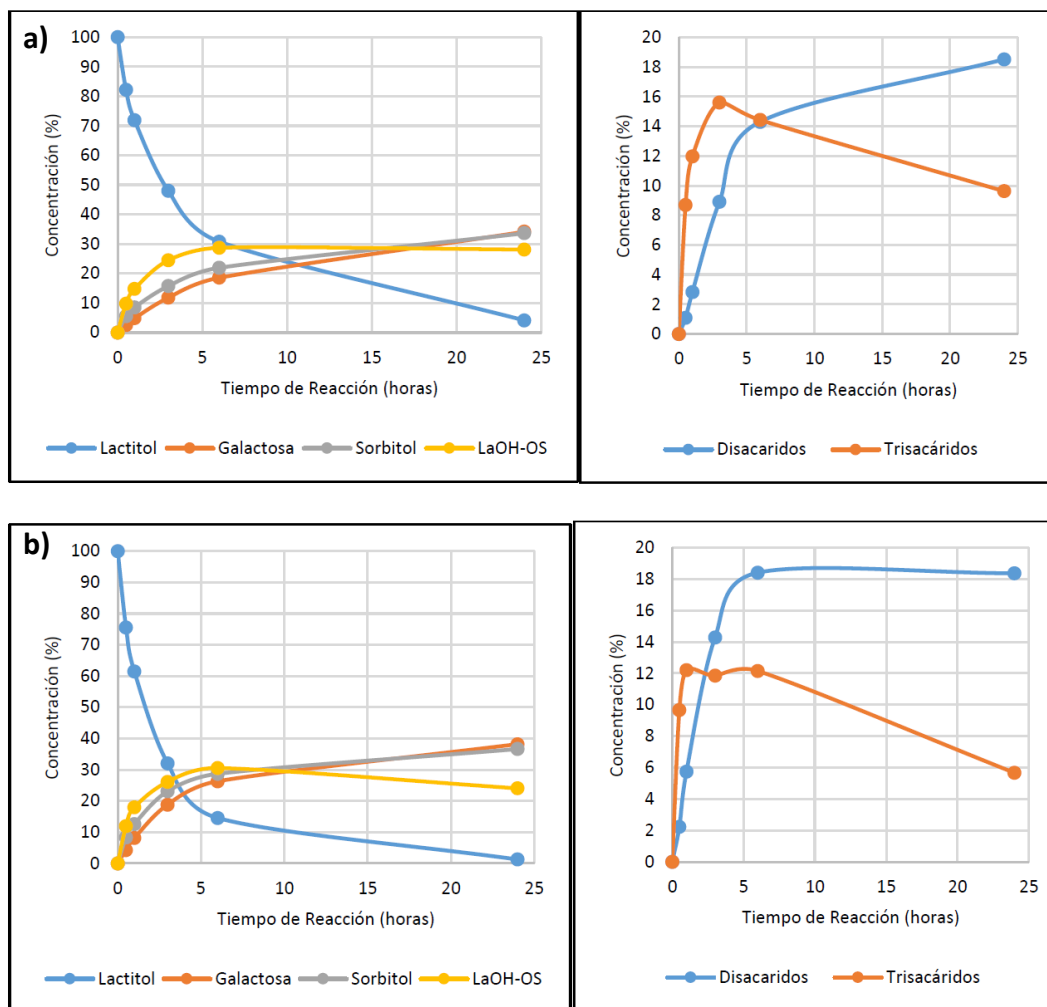 a)
100
90
80
70
60
50
40
30
20
10
0
Concentración (%)
0 5 10 15 20 25
Tiempo de Reacción (horas)
Lactitol Galactosa Sorbitol LaOH-OS
20
18
16
14
12
10
8
6
4
2
0
Concentración (%)
0 5 10 15 20 25
Tiempo de Reacción (horas)
Disacaridos Trisacáridos
b)
100
90
80
70
60
50
40
30
20
10
0
Concentración (%)
0 5 10 15 20 25
Tiempo de Reacción (horas)
Lactitol Galactosa Sorbitol LaOH-OS
20
18
16
14
12
10
8
6
4
2
0
Concentración (%)
0 5 10 15 20 25
Tiempo de Reacción (horas)
Disacaridos Trisacáridos